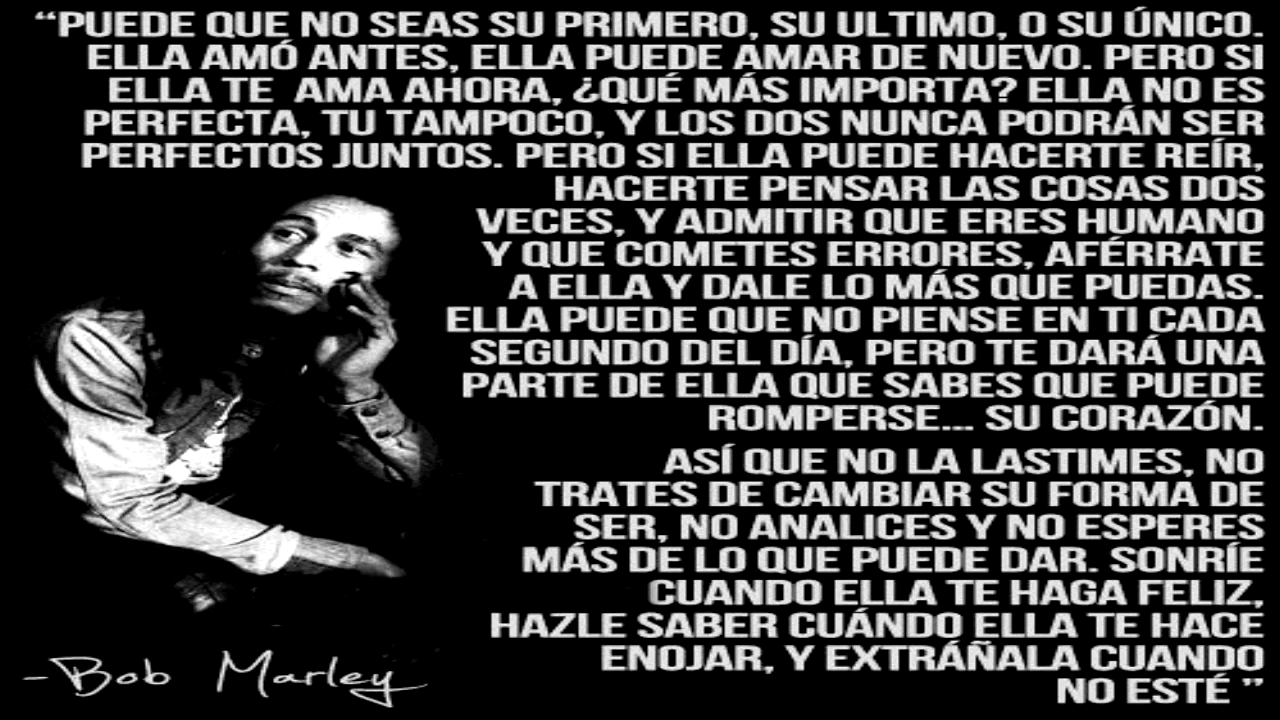 “PUEDE QUE NO SEAS SU PRIMERO, SU ULTIMO, O SU ÚNICO.
ELLA AMÓ ANTES, ELLA PUEDE AMAR DE NUEVO. PERO SI
ELLA TE AMA AHORA, ¿QUÉ MÁS IMPORTA? ELLA NO ES
PERFECTA, TU TAMPOCO, Y LOS DOS NUNCA PODRÁN SER
PERFECTOS JUNTOS. PERO SI ELLA PUEDE HACERTE REÍR,
HACERTE PENSAR LAS COSAS DOS
VECES, Y ADMITIR QUE ERES HUMANO
Y QUE COMETES ERRORES, AFÉRRATE
A ELLA Y DALE LO MÁS QUE PUEDAS.
ELLA PUEDE QUE NO PIENSE EN TI CADA
SEGUNDO DEL DÍA, PERO TE DARÁ UNA
PARTE DE ELLA QUE SABES QUE PUEDE
ROMPERSE... SU CORAZÓN.
ASÍ QUE NO LA LASTIMES, NO
TRATES DE CAMBIAR SU FORMA DE
SER, NO ANALICES Y NO ESPERES
MÁS DE LO QUE PUEDE DAR. SONRÍE
CUANDO ELLA TE HAGA FELIZ,
HAZLE SABER CUÁNDO ELLA TE HACE
ENOJAR, Y EXTRÁÑALA CUANDO
NO ESTÉ ”
-Bob Marley